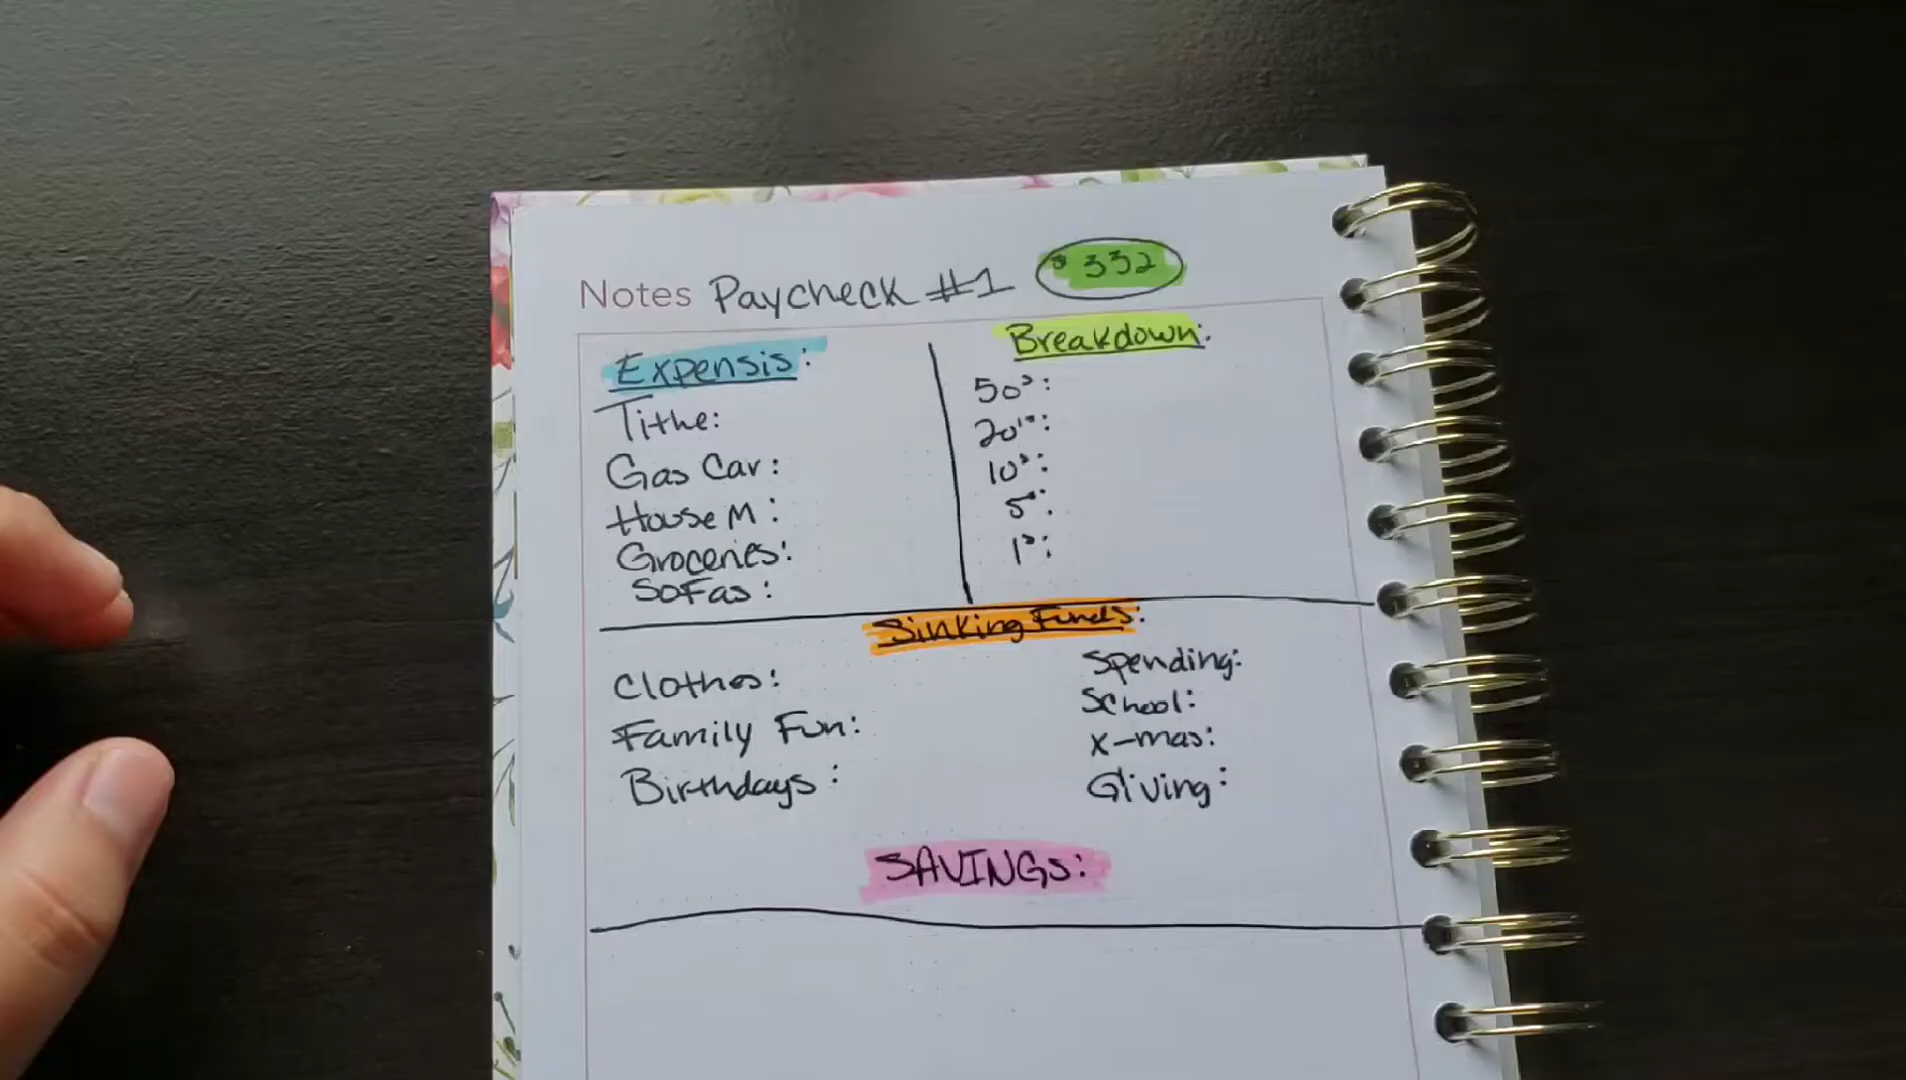 Notes Paycheck #1 $332
Expensis:
Tithe:
Gas Car:
House M:
Groceries:
Sofas:
Breakdown:
50s:
20s:
10s:
5s:
1s:
Sinking Funds:
Clothes:
Family Fun:
Birthdays:
Spending:
School:
X-mas:
Giving:
SAVINGS: